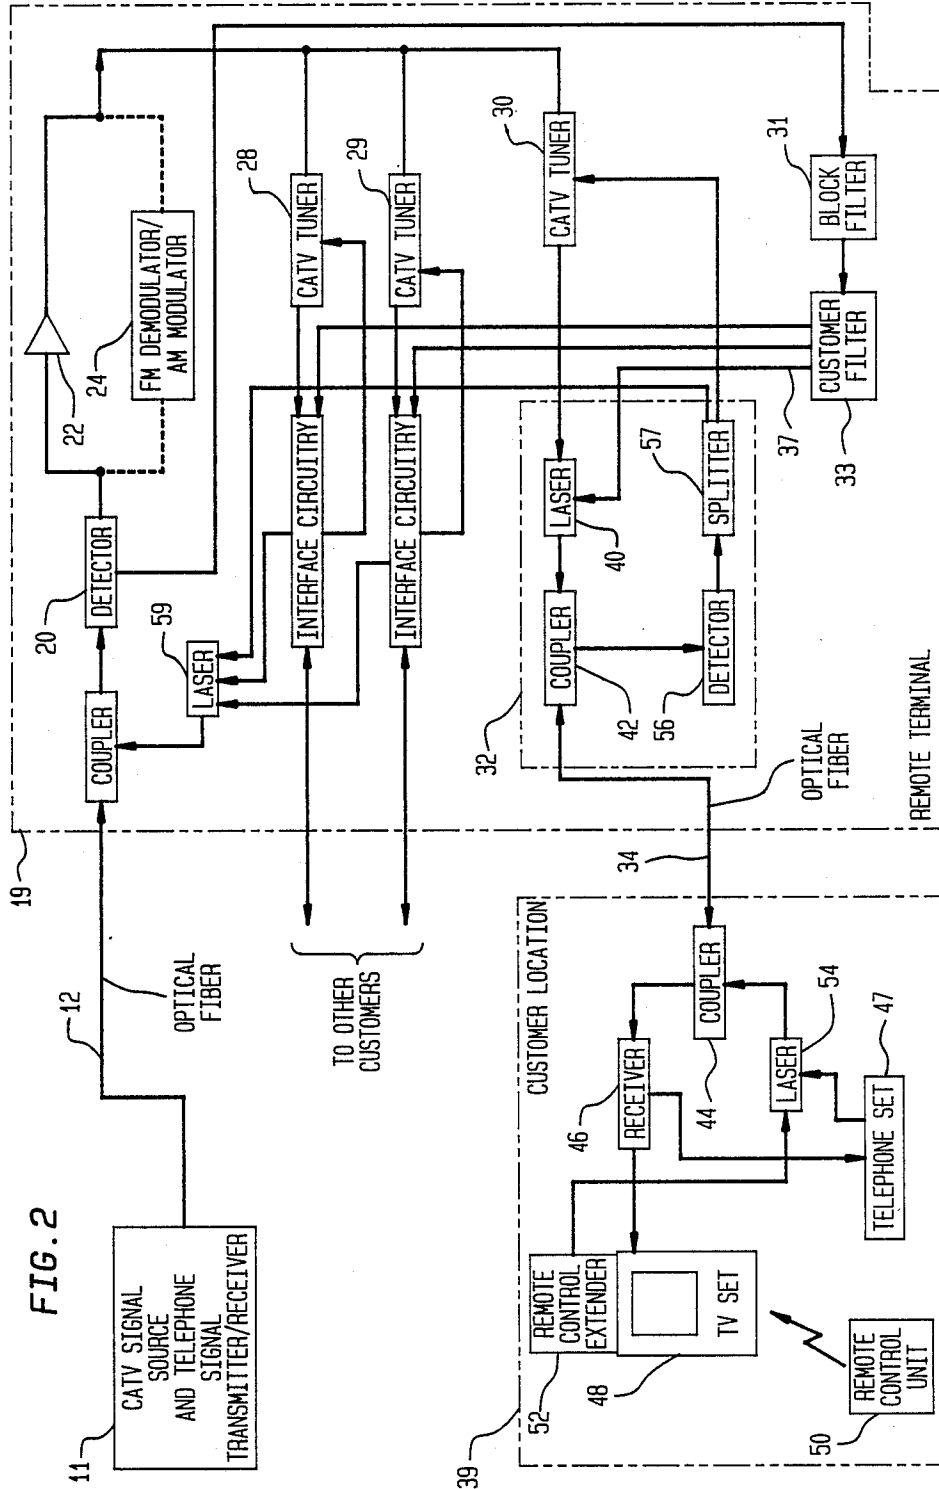 FIG.2
11
CATV SIGNAL
SOURCE
AND TELEPHONE
SIGNAL
TRANSMITTER/RECEIVER
12
OPTICAL
FIBER
19
COUPLER
20
DETECTOR
22
24
FM DEMODULATOR/
AM MODULATOR
59
LASER
28
CATV TUNER
INTERFACE CIRCUITRY
29
CATV TUNER
INTERFACE CIRCUITRY
TO OTHER
CUSTOMERS
30
CATV TUNER
32
LASER
40
COUPLER
42
DETECTOR
56
SPLITTER
57
31
BLOCK
FILTER
CUSTOMER
FILTER
33
37
OPTICAL
FIBER
34
REMOTE TERMINAL
39
CUSTOMER LOCATION
COUPLER
44
RECEIVER
46
LASER
54
TELEPHONE SET
47
REMOTE
CONTROL
EXTENDER
52
TV SET
48
REMOTE
CONTROL
UNIT
50